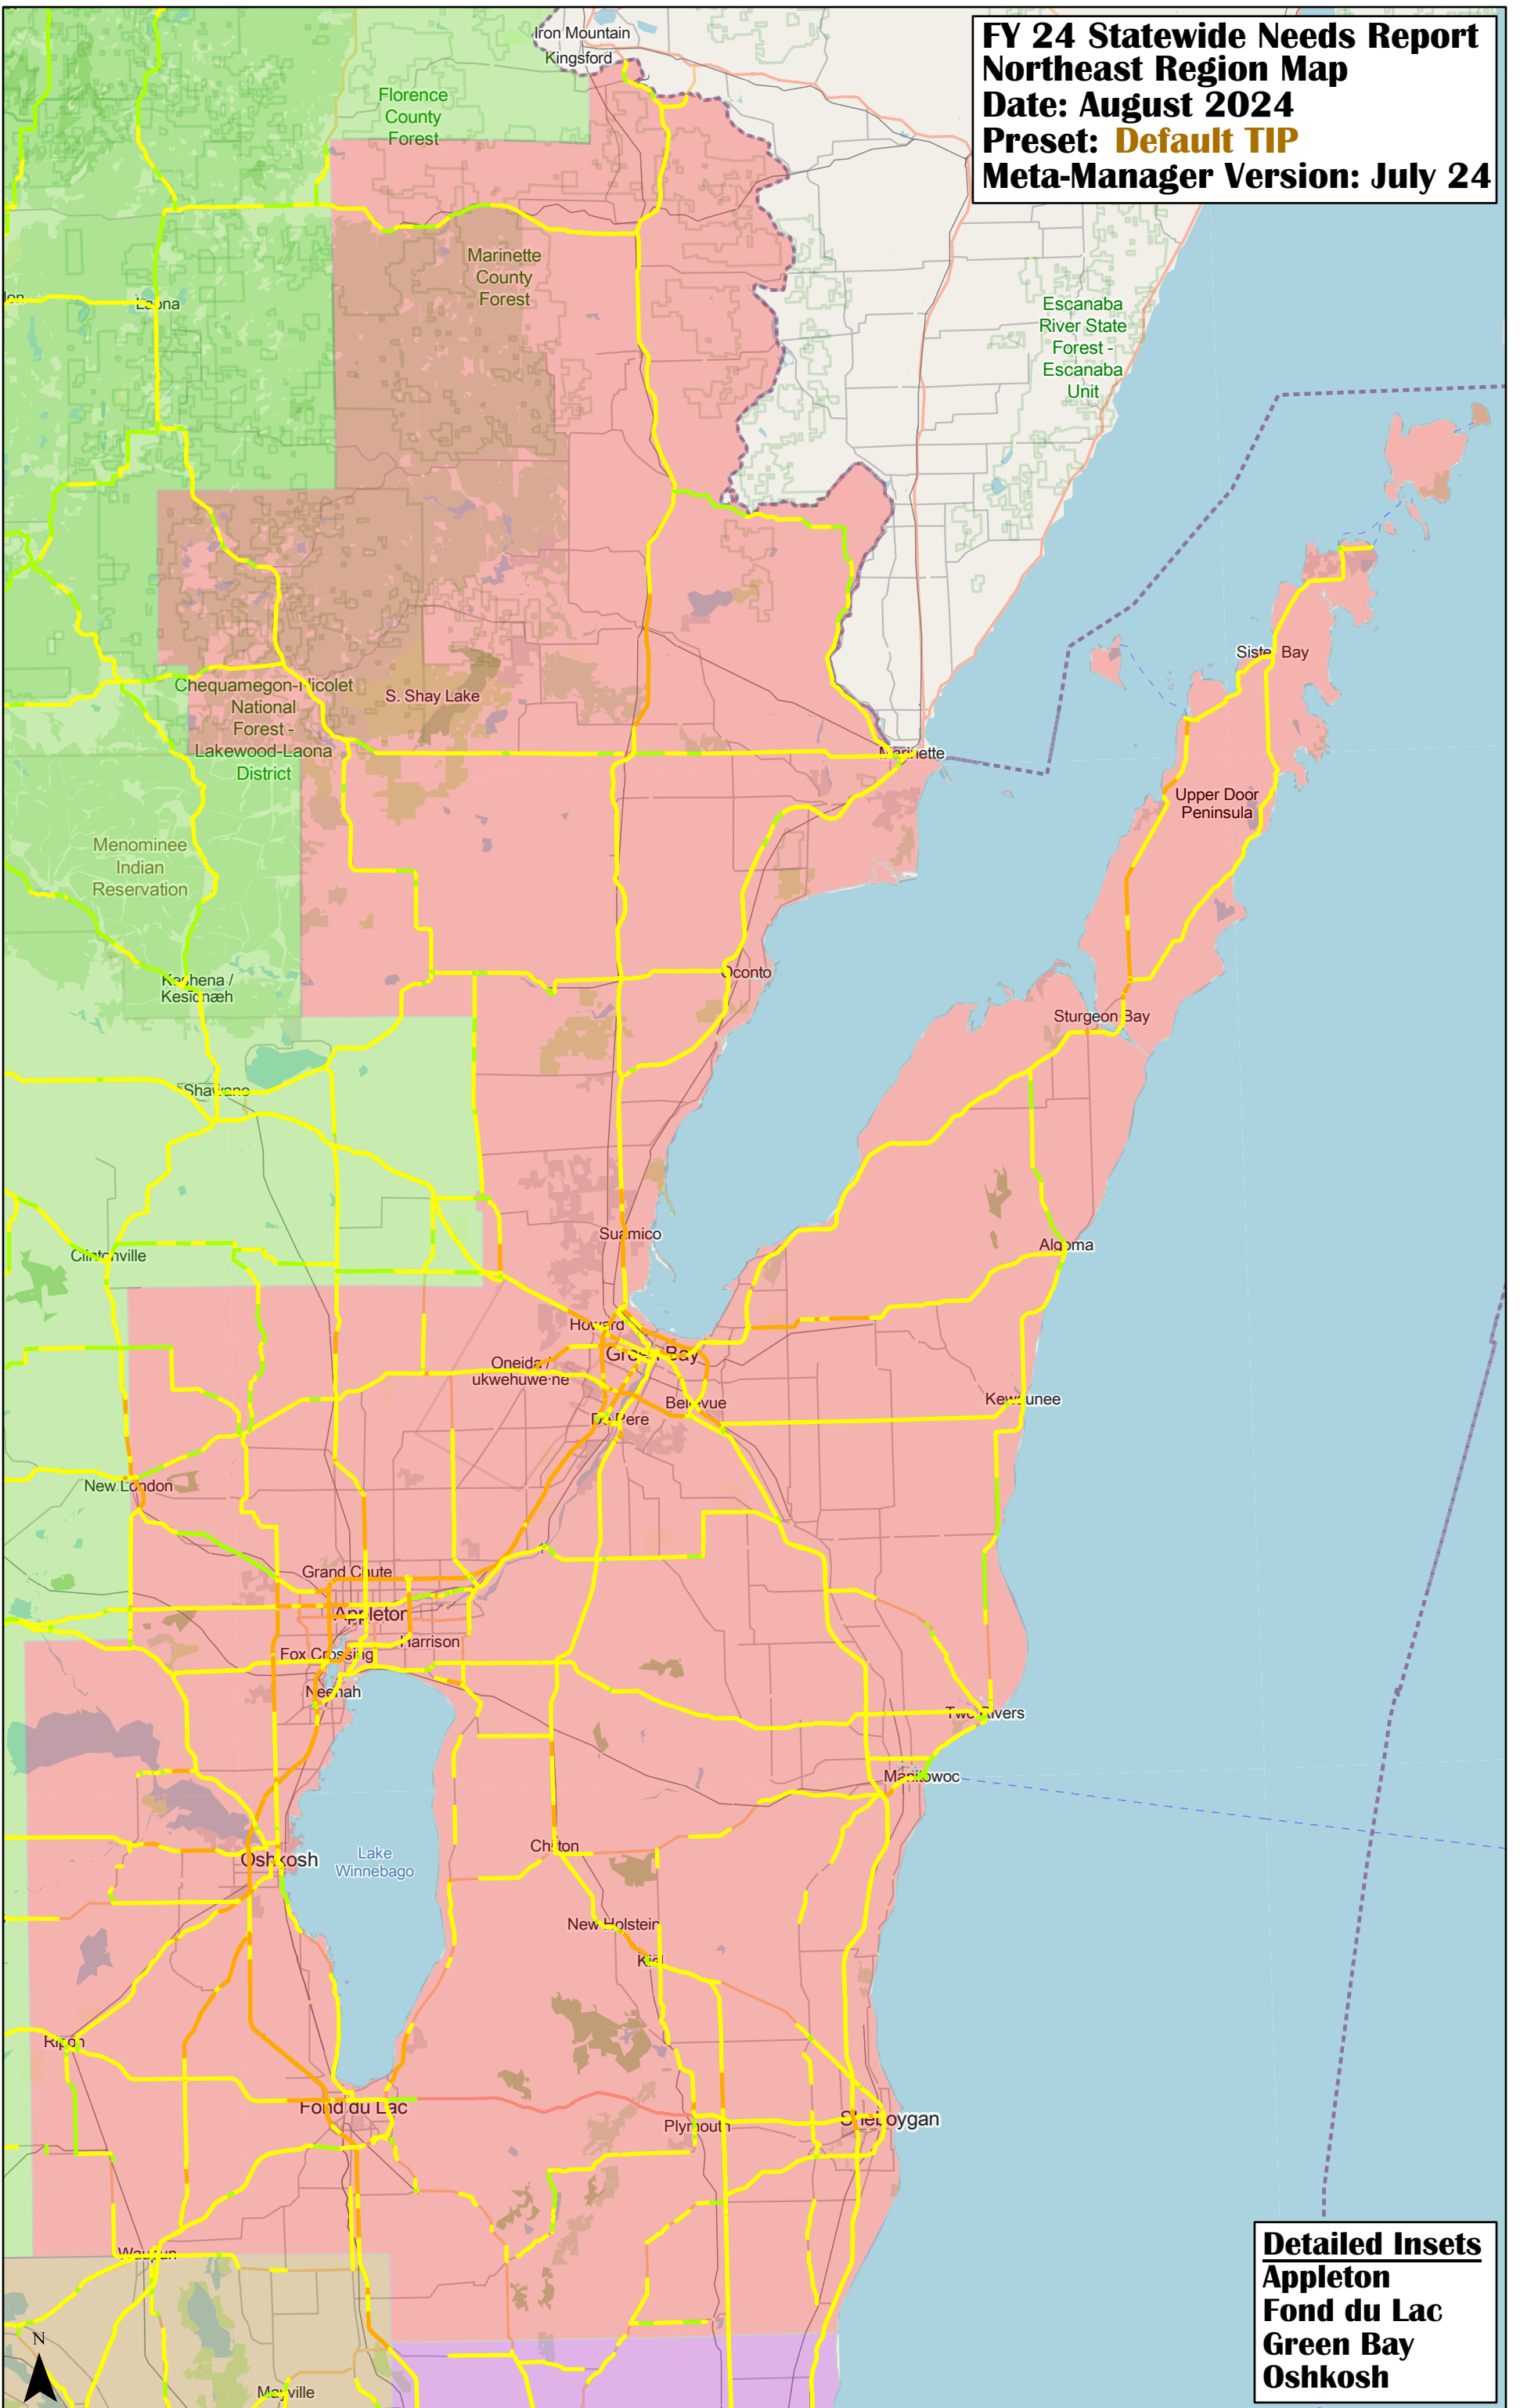 FY 24 Statewide Needs Report
Northeast Region Map
Date: August 2024
Preset: Default TIP
Meta-Manager Version: July 24
Iron Mountain
Kingsford
Florence
County
Forest
Marinette
County
Forest
Escanaba
River State
Forest -
Escanaba
Unit
Laona
Sister Bay
Chequamegon-Nicolet
National
Forest -
Lakewood-Laona
District
S. Shay Lake
Marinette
Upper Door
Peninsula
Menominee
Indian
Reservation
Keshena /
Kesīqnæh
Oconto
Sturgeon Bay
Shawano
Suamico
Algoma
Clintonville
Howard
Green Bay
Oneida /
ukwehuwe·ne
Bellevue
De Pere
Kewaunee
New London
Grand Chute
Appleton
Harrison
Fox Crossing
Neenah
Two Rivers
Manitowoc
Chilton
Oshkosh
Lake
Winnebago
New Holstein
Kiel
Ripon
Fond du Lac
Plymouth
Sheboygan
Waupun
Mayville
N
Detailed Insets
Appleton
Fond du Lac
Green Bay
Oshkosh